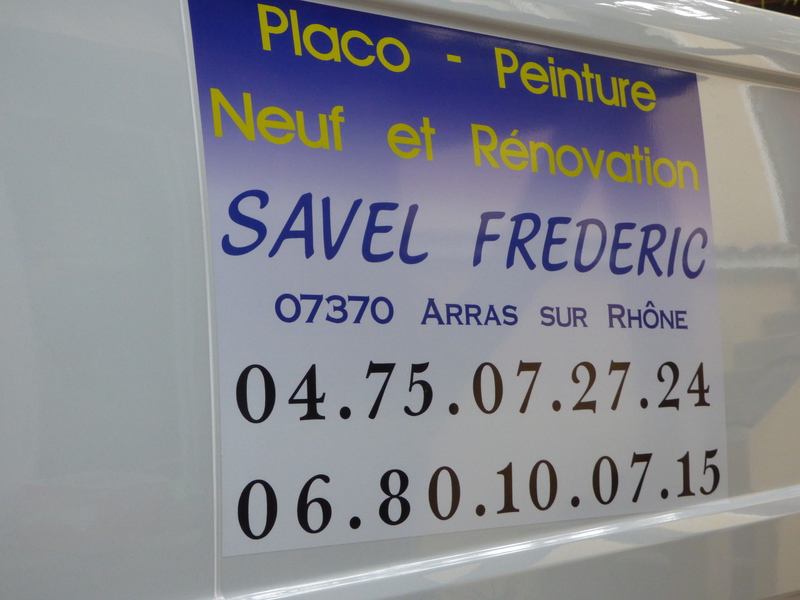 Placo - Peinture
Neuf et Rénovation
SAVEL FREDERIC
07370 ARRAS SUR RHÔNE
04.75.07.27.24
06.80.10.07.15